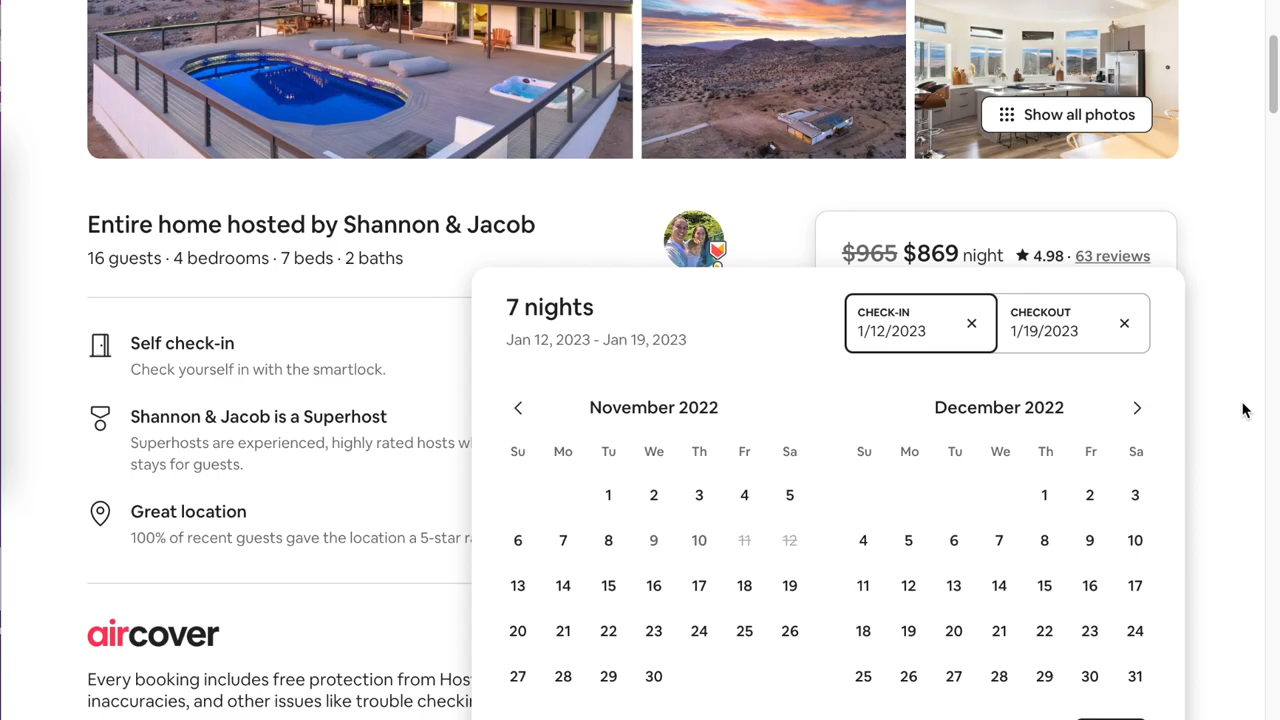 Show all photos
Entire home hosted by Shannon & Jacob
16 guests · 4 bedrooms · 7 beds · 2 baths
$965 $869 night ★ 4.98 · 63 reviews
7 nights
Jan 12, 2023 - Jan 19, 2023
CHECK-IN
1/12/2023
CHECKOUT
1/19/2023
Self check-in
Check yourself in with the smartlock.
Shannon & Jacob is a Superhost
Superhosts are experienced, highly rated hosts
stays for guests.
Great location
100% of recent guests gave the location a 5-star
November 2022
Su Mo Tu We Th Fr Sa
1 2 3 4 5
6 7 8 9 10 11 12
13 14 15 16 17 18 19
20 21 22 23 24 25 26
27 28 29 30
December 2022
Su Mo Tu We Th Fr Sa
1 2 3
4 5 6 7 8 9 10
11 12 13 14 15 16 17
18 19 20 21 22 23 24
25 26 27 28 29 30 31
aircover
Every booking includes free protection from
inaccuracies, and other issues like trouble